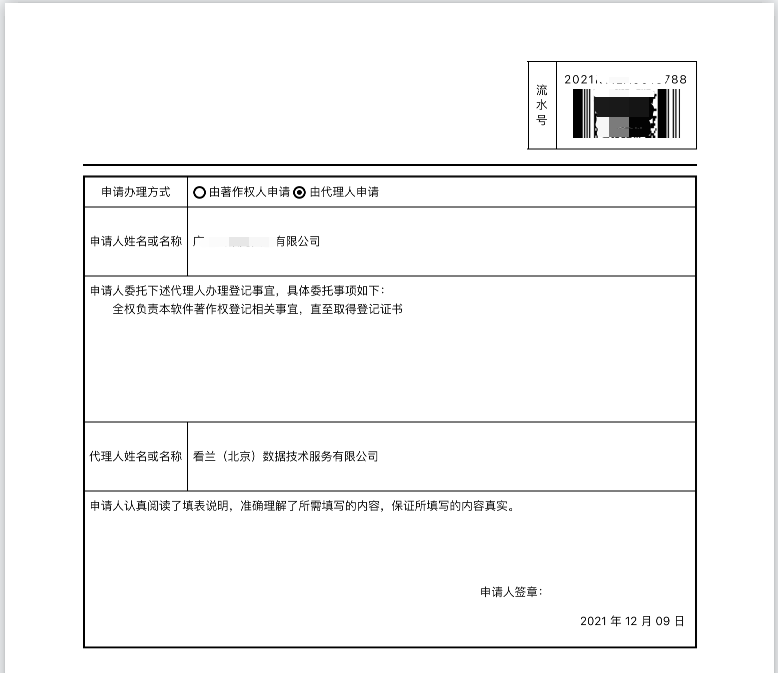 流水号
2021 788
申请办理方式 由著作权人申请 由代理人申请
申请人姓名或名称 广 有限公司
申请人委托下述代理人办理登记事宜，具体委托事项如下：
全权负责本软件著作权登记相关事宜，直至取得登记证书
代理人姓名或名称 看兰（北京）数据技术服务有限公司
申请人认真阅读了填表说明，准确理解了所需填写的内容，保证所填写的内容真实。
申请人签章：
2021 年 12 月 09 日